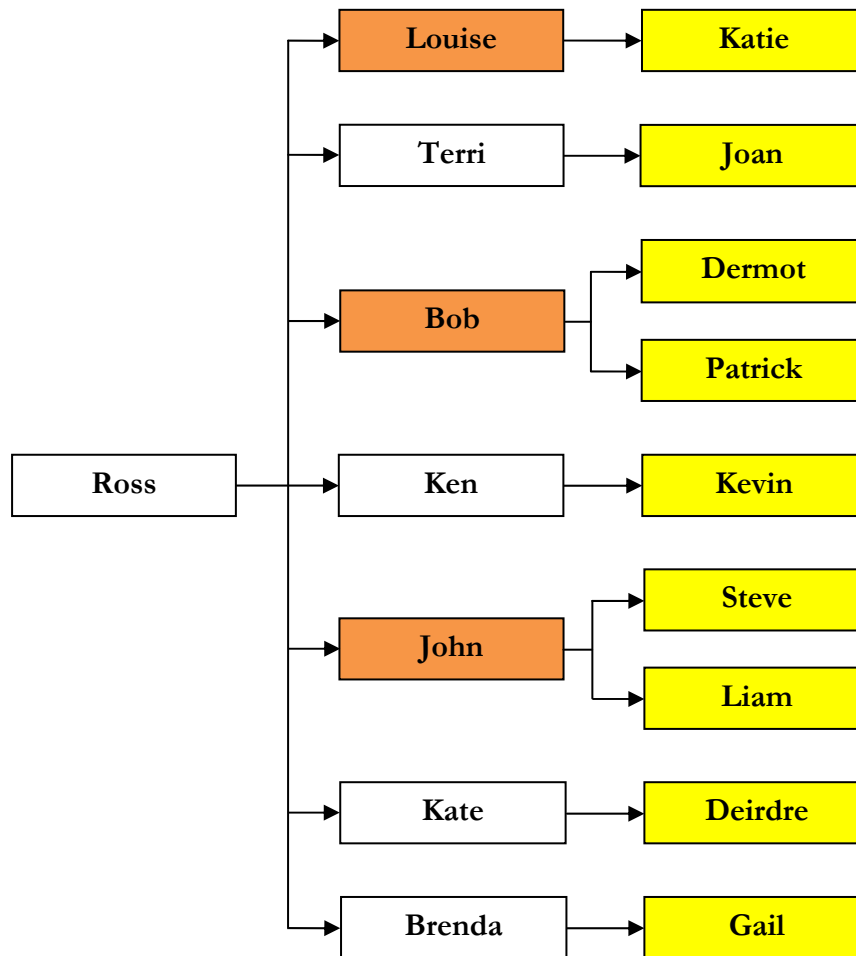 Louise
Katie
Terri
Joan
Dermot
Bob
Patrick
Ross
Ken
Kevin
Steve
John
Liam
Kate
Deirdre
Brenda
Gail